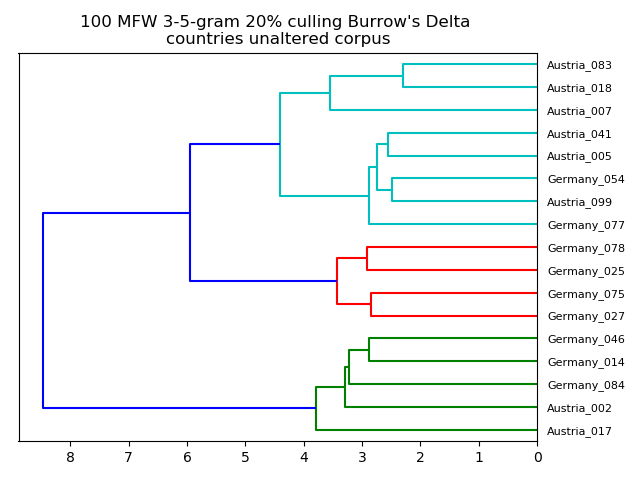 100 MFW 3-5-gram 20% culling Burrow's Delta
countries unaltered corpus
Austria_083
Austria_018
Austria_007
Austria_041
Austria_005
Germany_054
Austria_099
Germany_077
Germany_078
Germany_025
Germany_075
Germany_027
Germany_046
Germany_014
Germany_084
Austria_002
Austria_017
8 7 6 5 4 3 2 1 0